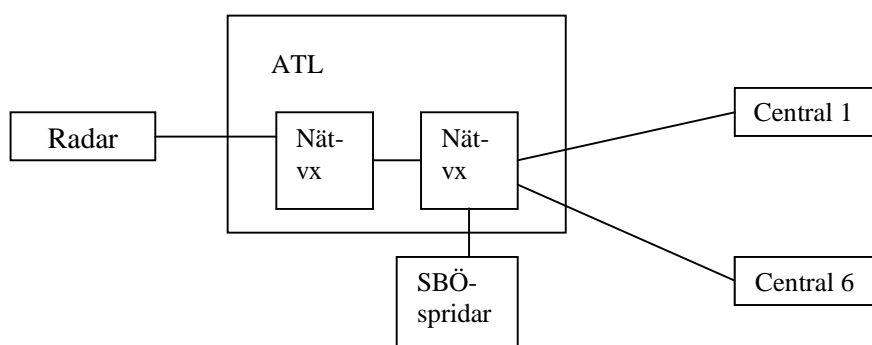 ATL
Radar
Nät-
vx
Nät-
vx
Central 1
SBÖ-
spridar
Central 6